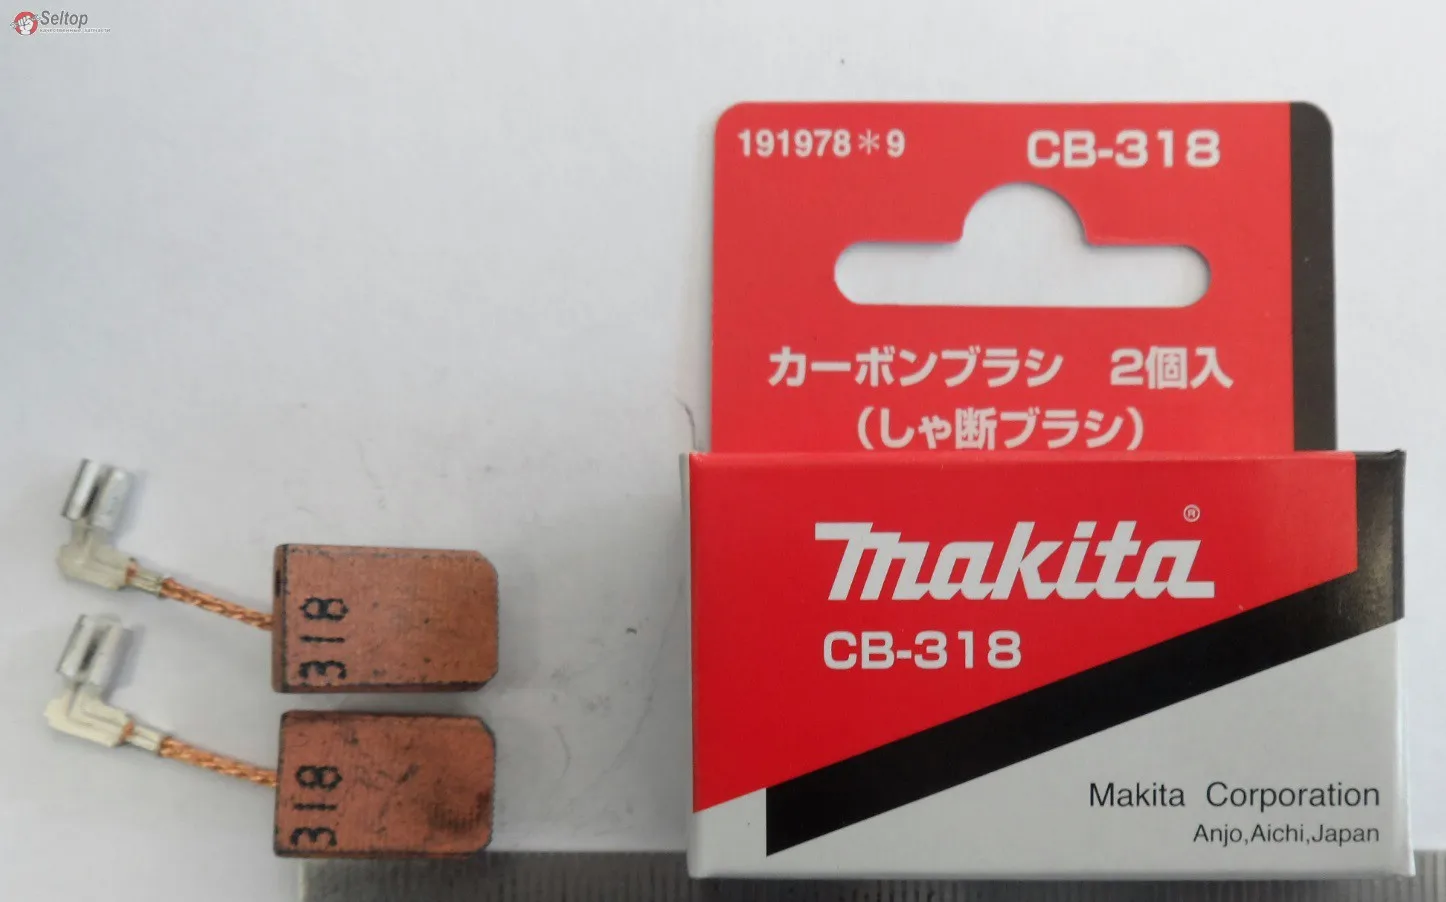 Seltop
191978＊9 CB-318
カーボンブラシ 2個入
（しゃ断ブラシ）
makita®
CB-318
Makita Corporation
Anjo,Aichi,Japan
318
318